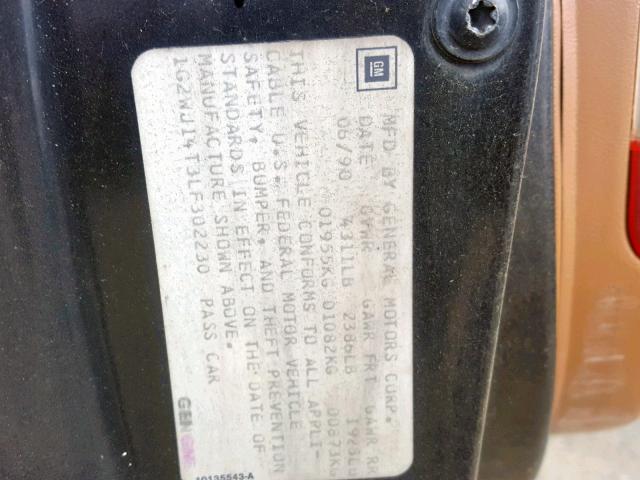 GM
MFD BY GENERAL MOTORS CORP.
DATE GVWR GAWR FRT GAWR RR
06/90 4311LB 2386LB
01955KG 01082KG 00873KG
THIS VEHICLE CONFORMS TO ALL APPLI-
CABLE U.S. FEDERAL MOTOR VEHICLE
SAFETY, BUMPER, AND THEFT PREVENTION
STANDARDS IN EFFECT ON THE DATE OF
MANUFACTURE SHOWN ABOVE.
1G2WJ14T3LF302230 PASS CAR
GEN GM
10135543-A